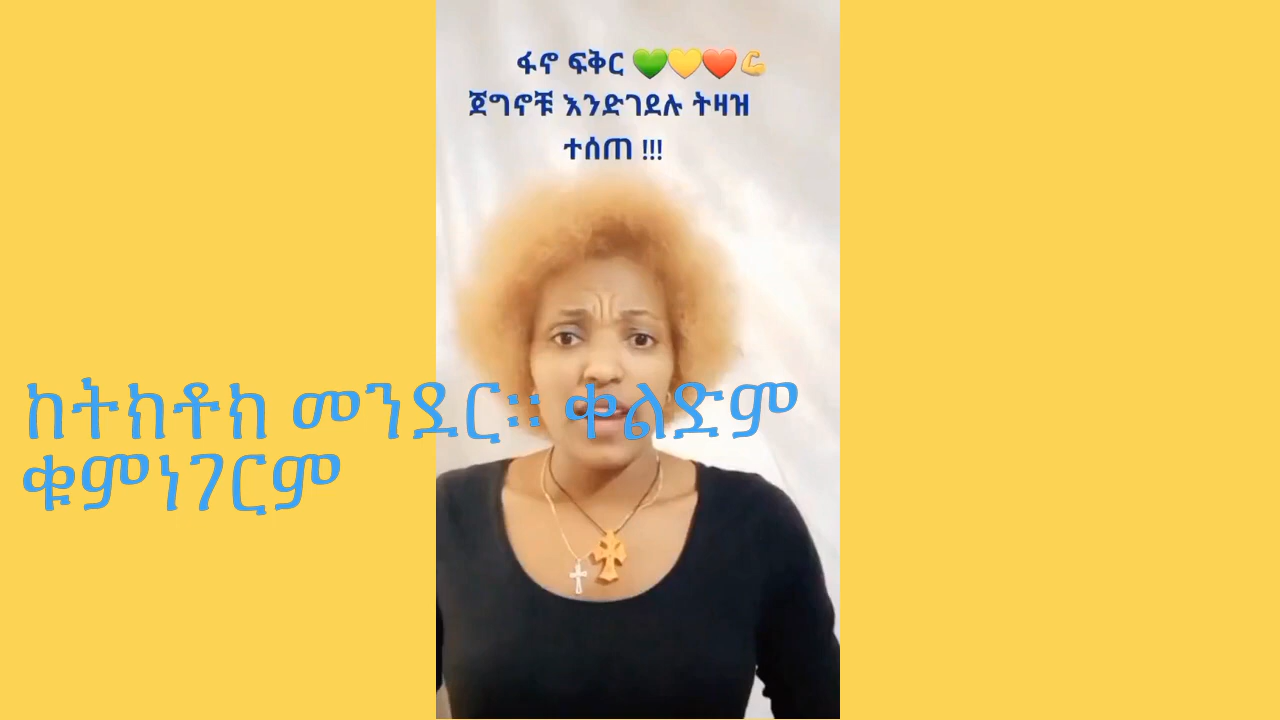 ፋኖ ፍቅር 💚💛❤️💪
ጀግኖቹ እንድገደሉ ትዛዝ
ተሰጠ !!!
ከትክቶክ መንደር። ቀልድም
ቁምነገርም